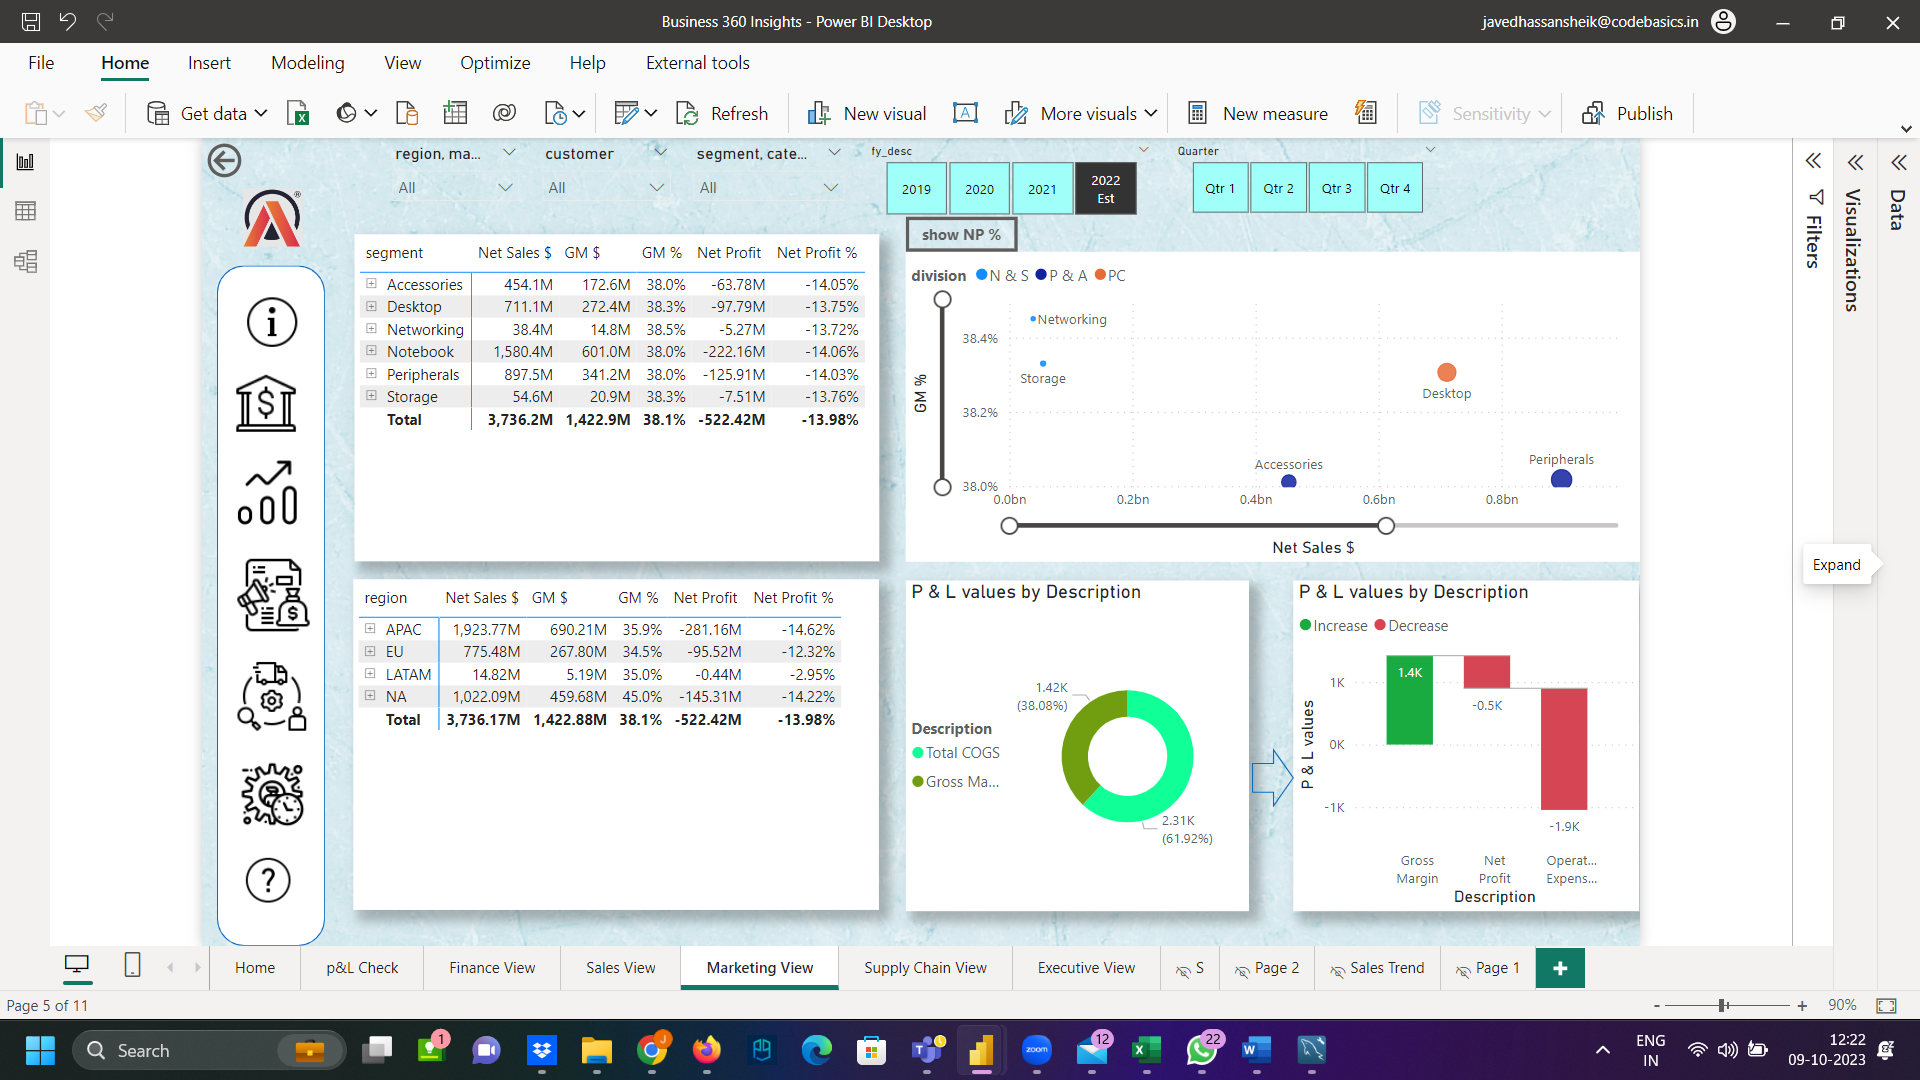 Business 360 Insights - Power BI Desktop
javedhassansheik@codebasics.in
File Home Insert Modeling View Optimize Help External tools
Get data Refresh New visual A More visuals New measure Sensitivity Publish
region, ma... customer segment, cate... fy_desc Quarter
All All All 2019 2020 2021 2022 Est Qtr 1 Qtr 2 Qtr 3 Qtr 4
show NP %
segment Net Sales $ GM $ GM % Net Profit Net Profit %
Accessories 454.1M 172.6M 38.0% -63.78M -14.05%
Desktop 711.1M 272.4M 38.3% -97.79M -13.75%
Networking 38.4M 14.8M 38.5% -5.27M -13.72%
Notebook 1,580.4M 601.0M 38.0% -222.16M -14.06%
Peripherals 897.5M 341.2M 38.0% -125.91M -14.03%
Storage 54.6M 20.9M 38.3% -7.51M -13.76%
Total 3,736.2M 1,422.9M 38.1% -522.42M -13.98%
division N & S P & A PC
GM %
38.4%
38.2%
38.0%
Networking
Storage
Desktop
Accessories
Peripherals
0.0bn 0.2bn 0.4bn 0.6bn 0.8bn
Net Sales $
region Net Sales $ GM $ GM % Net Profit Net Profit %
APAC 1,923.77M 690.21M 35.9% -281.16M -14.62%
EU 775.48M 267.80M 34.5% -95.52M -12.32%
LATAM 14.82M 5.19M 35.0% -0.44M -2.95%
NA 1,022.09M 459.68M 45.0% -145.31M -14.22%
Total 3,736.17M 1,422.88M 38.1% -522.42M -13.98%
P & L values by Description
Description
Total COGS
Gross Ma...
1.42K
(38.08%)
2.31K
(61.92%)
P & L values by Description
Increase Decrease
P & L values
1K
0K
-1K
1.4K
-0.5K
-1.9K
Gross Margin
Net Profit
Operat... Expens...
Description
Filters
Visualizations
Data
Expand
Home p&L Check Finance View Sales View Marketing View Supply Chain View Executive View S Page 2 Sales Trend Page 1 +
Page 5 of 11
- + 90%
Search
1
J
zoom
12
22
ENG
IN
12:22
09-10-2023